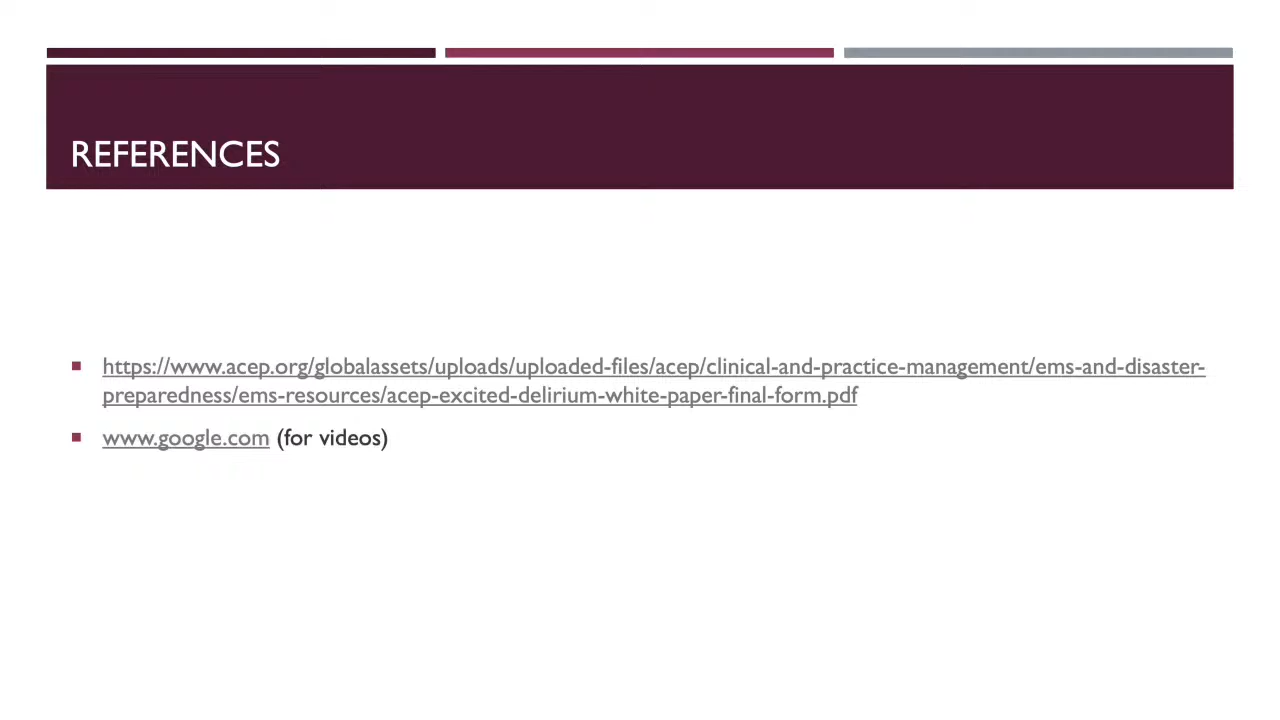 REFERENCES
https://www.acep.org/globalassets/uploads/uploaded-files/acep/clinical-and-practice-management/ems-and-disaster-
preparedness/ems-resources/acep-excited-delirium-white-paper-final-form.pdf
www.google.com (for videos)